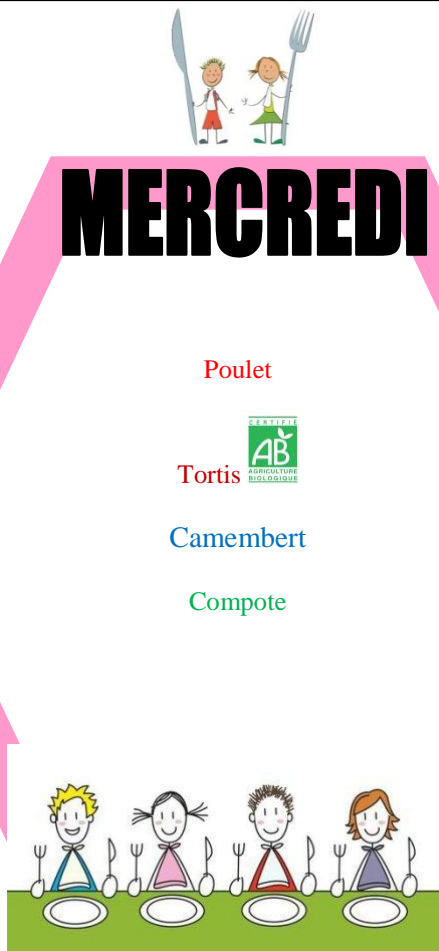 MERCREDI
Poulet
CERTIFIÉ
AB
Tortis
AGRICULTURE
BIOLOGIQUE
Camembert
Compote